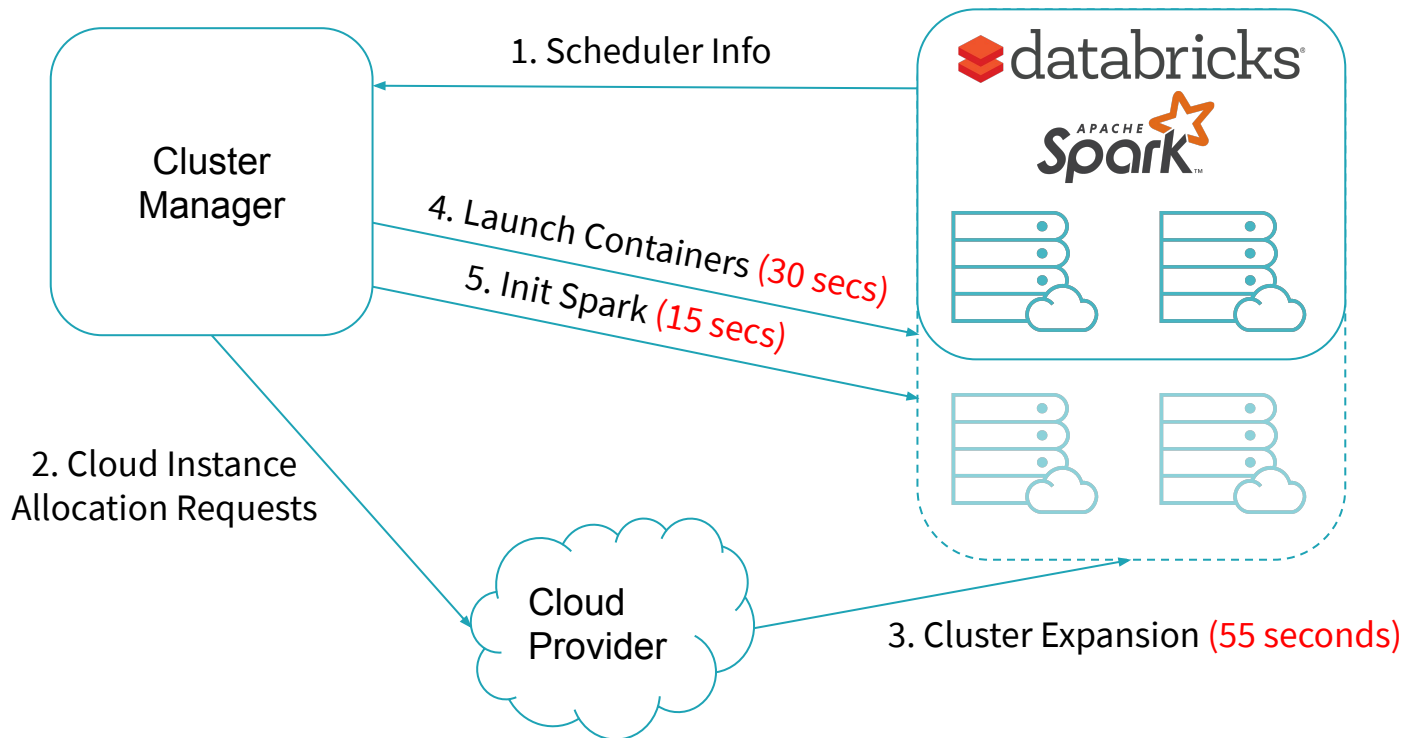 1. Scheduler Info
databricks®
APACHE
Spark™
Cluster
Manager
4. Launch Containers (30 secs)
5. Init Spark (15 secs)
2. Cloud Instance
Allocation Requests
Cloud
Provider
3. Cluster Expansion (55 seconds)